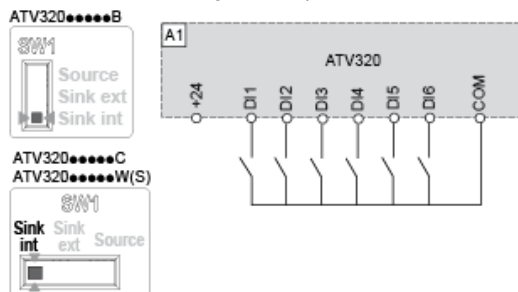 ATV320●●●●●B
SW1
Source
Sink ext
Sink int
A1
ATV320
+24
DI1
DI2
DI3
DI4
DI5
DI6
COM
ATV320●●●●●C
ATV320●●●●●W(S)
SW1
Sink int
Sink ext
Source